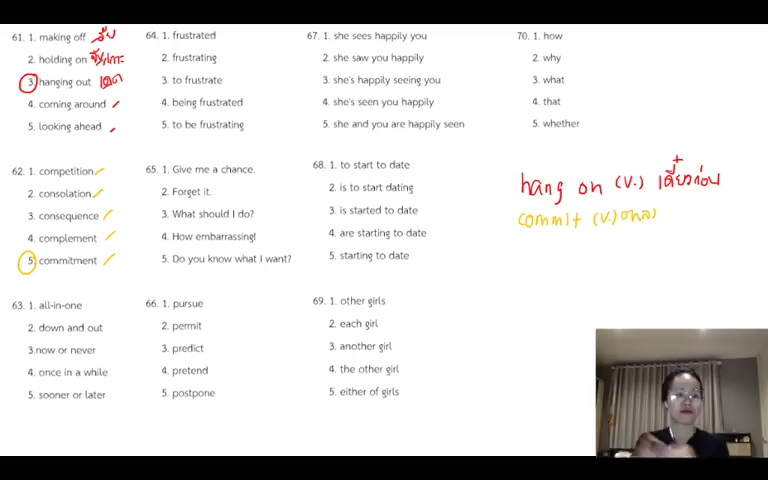 61. 1. making off
2. holding on
3. hanging out
4. coming around
5. looking ahead
62. 1. competition
2. consolation
3. consequence
4. complement
5. commitment
63. 1. all-in-one
2. down and out
3.now or never
4. once in a while
5. sooner or later
64. 1. frustrated
2. frustrating
3. to frustrate
4. being frustrated
5. to be frustrating
65. 1. Give me a chance.
2. Forget it.
3. What should I do?
4. How embarrassing!
5. Do you know what I want?
66. 1. pursue
2. permit
3. predict
4. pretend
5. postpone
67. 1. she sees happily you
2. she saw you happily
3. she's happily seeing you
4. she's seen you happily
5. she and you are happily seen
68. 1. to start to date
2. is to start dating
3. is started to date
4. are starting to date
5. starting to date
69. 1. other girls
2. each girl
3. another girl
4. the other girl
5. either of girls
70. 1. how
2. why
3. what
4. that
5. whether
hang on (v.) เดี๋ยวก่อน
commit (v.)